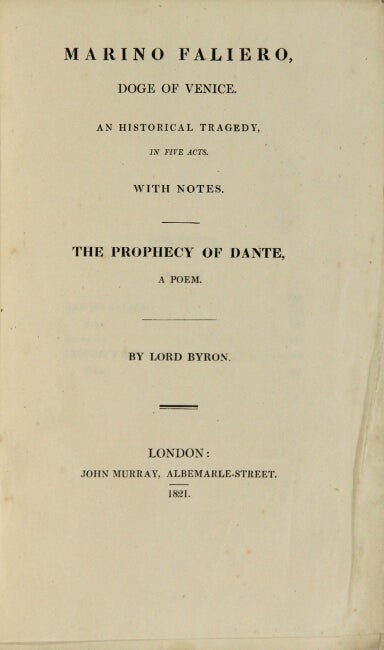 MARINO FALIERO,
DOGE OF VENICE.
AN HISTORICAL TRAGEDY,
IN FIVE ACTS.
WITH NOTES.
THE PROPHECY OF DANTE,
A POEM.
BY LORD BYRON.
LONDON:
JOHN MURRAY, ALBEMARLE-STREET.
1821.